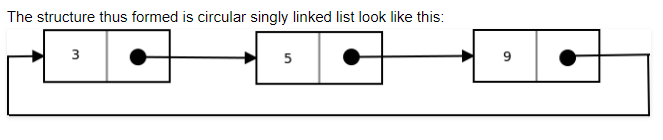 The structure thus formed is circular singly linked list look like this:
3 5 9